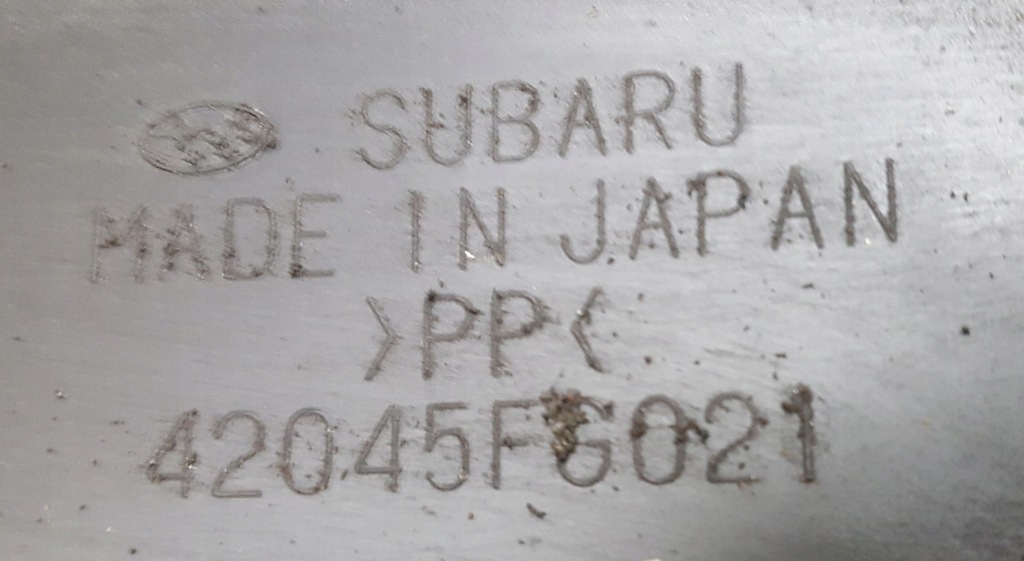 SUBARU
MADE IN JAPAN
>PP<
42045FG021